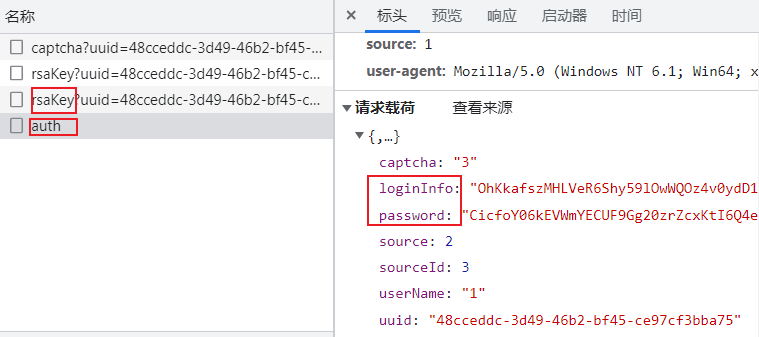 名称
captcha?uuid=48cceddc-3d49-46b2-bf45-...
rsaKey?uuid=48cceddc-3d49-46b2-bf45-c...
rsaKey?uuid=48cceddc-3d49-46b2-bf45-c...
auth
× 标头 预览 响应 启动器 时间
source: 1
user-agent: Mozilla/5.0 (Windows NT 6.1; Win64; x
▼请求载荷 查看来源
▼{,…}
captcha: "3"
loginInfo: "OhKkafszMHLVeR6Shy59lOwWQOz4v0ydD1
password: "CicfoY06kEVWmYECUF9Gg20zrZcxKtI6Q4e
source: 2
sourceId: 3
userName: "1"
uuid: "48cceddc-3d49-46b2-bf45-ce97cf3bba75"